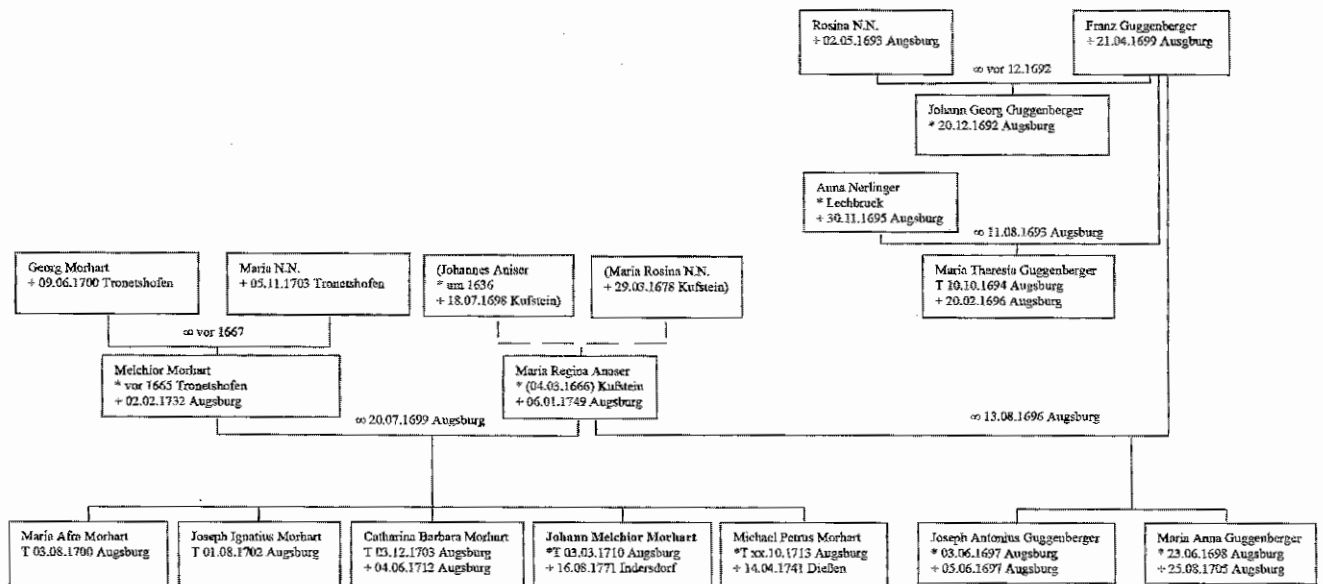 Rosina N.N.
+ 02.05.1693 Augsburg
Franz Guggenberger
+ 21.04.1699 Ausgburg
∞ vor 12.1692
Johann Georg Guggenberger
* 20.12.1692 Augsburg
Anna Nerlinger
* Lechbruck
+ 30.11.1695 Augsburg
∞ 11.08.1693 Augsburg
Maria Theresia Guggenberger
T 10.10.1694 Augsburg
+ 20.02.1696 Augsburg
Georg Morhart
+ 09.06.1700 Tronetshofen
Maria N.N.
+ 05.11.1703 Tronetshofen
(Johannes Aniser
* um 1636
+ 18.07.1698 Kufstein)
(Maria Rosina N.N.
+ 29.03.1678 Kufstein)
∞ vor 1667
Melchior Morhart
* vor 1665 Tronetshofen
+ 02.02.1732 Augsburg
Maria Regina Anaser
* (04.03.1666) Kufstein
+ 06.01.1749 Augsburg
∞ 20.07.1699 Augsburg
∞ 13.08.1696 Augsburg
Maria Afra Morhart
T 03.08.1700 Augsburg
Joseph Ignatius Morhart
T 01.08.1702 Augsburg
Catharina Barbara Morhart
T 03.12.1703 Augsburg
+ 04.06.1712 Augsburg
Johann Melchior Morhart
*T 03.03.1710 Augsburg
+ 16.08.1771 Indersdorf
Michael Petrus Morhart
*T xx.10.1713 Augsburg
+ 14.04.1741 Dießen
Joseph Antonius Guggenberger
* 03.06.1697 Augsburg
+ 05.06.1697 Augsburg
Maria Anna Guggenberger
* 23.06.1698 Augsburg
+ 25.08.1705 Augsburg